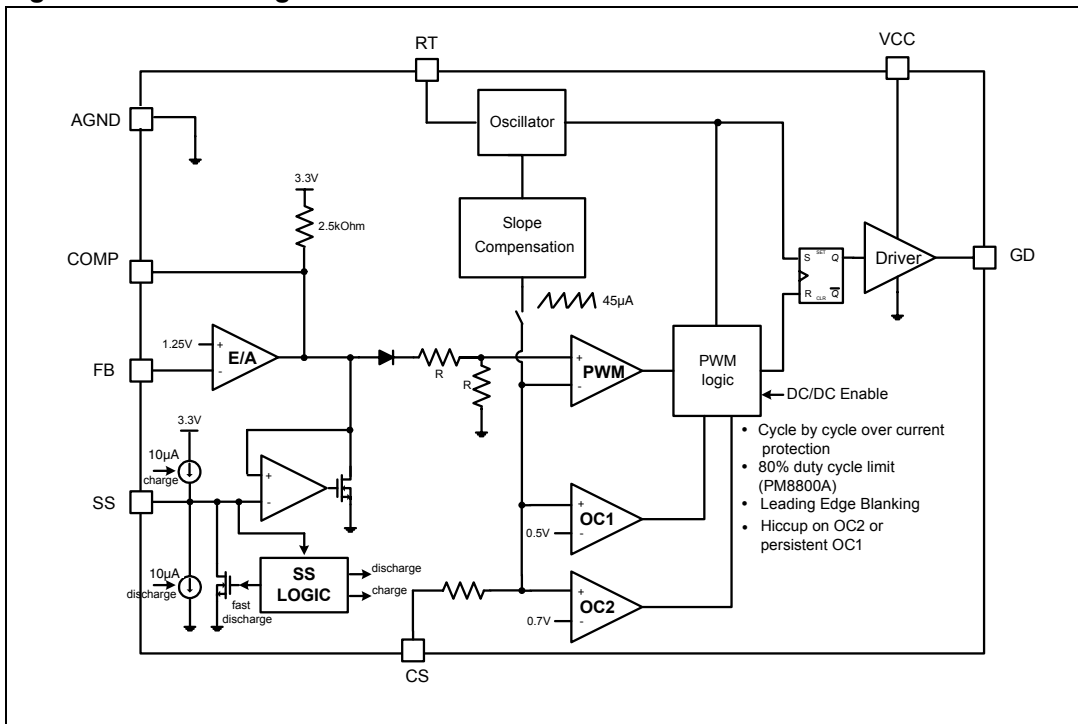 RT
VCC
AGND
Oscillator
3.3V
2.5kOhm
Slope
Compensation
COMP
S SET Q
R CLR Q
Driver
GD
45µA
1.25V
+
-
E/A
FB
R
R
+
-
PWM
PWM
logic
DC/DC Enable
3.3V
10µA
charge
SS
+
-
• Cycle by cycle over current
protection
• 80% duty cycle limit
(PM8800A)
• Leading Edge Blanking
• Hiccup on OC2 or
persistent OC1
+
-
OC1
0.5V
10µA
discharge
fast
discharge
SS
LOGIC
discharge
charge
+
-
OC2
0.7V
CS